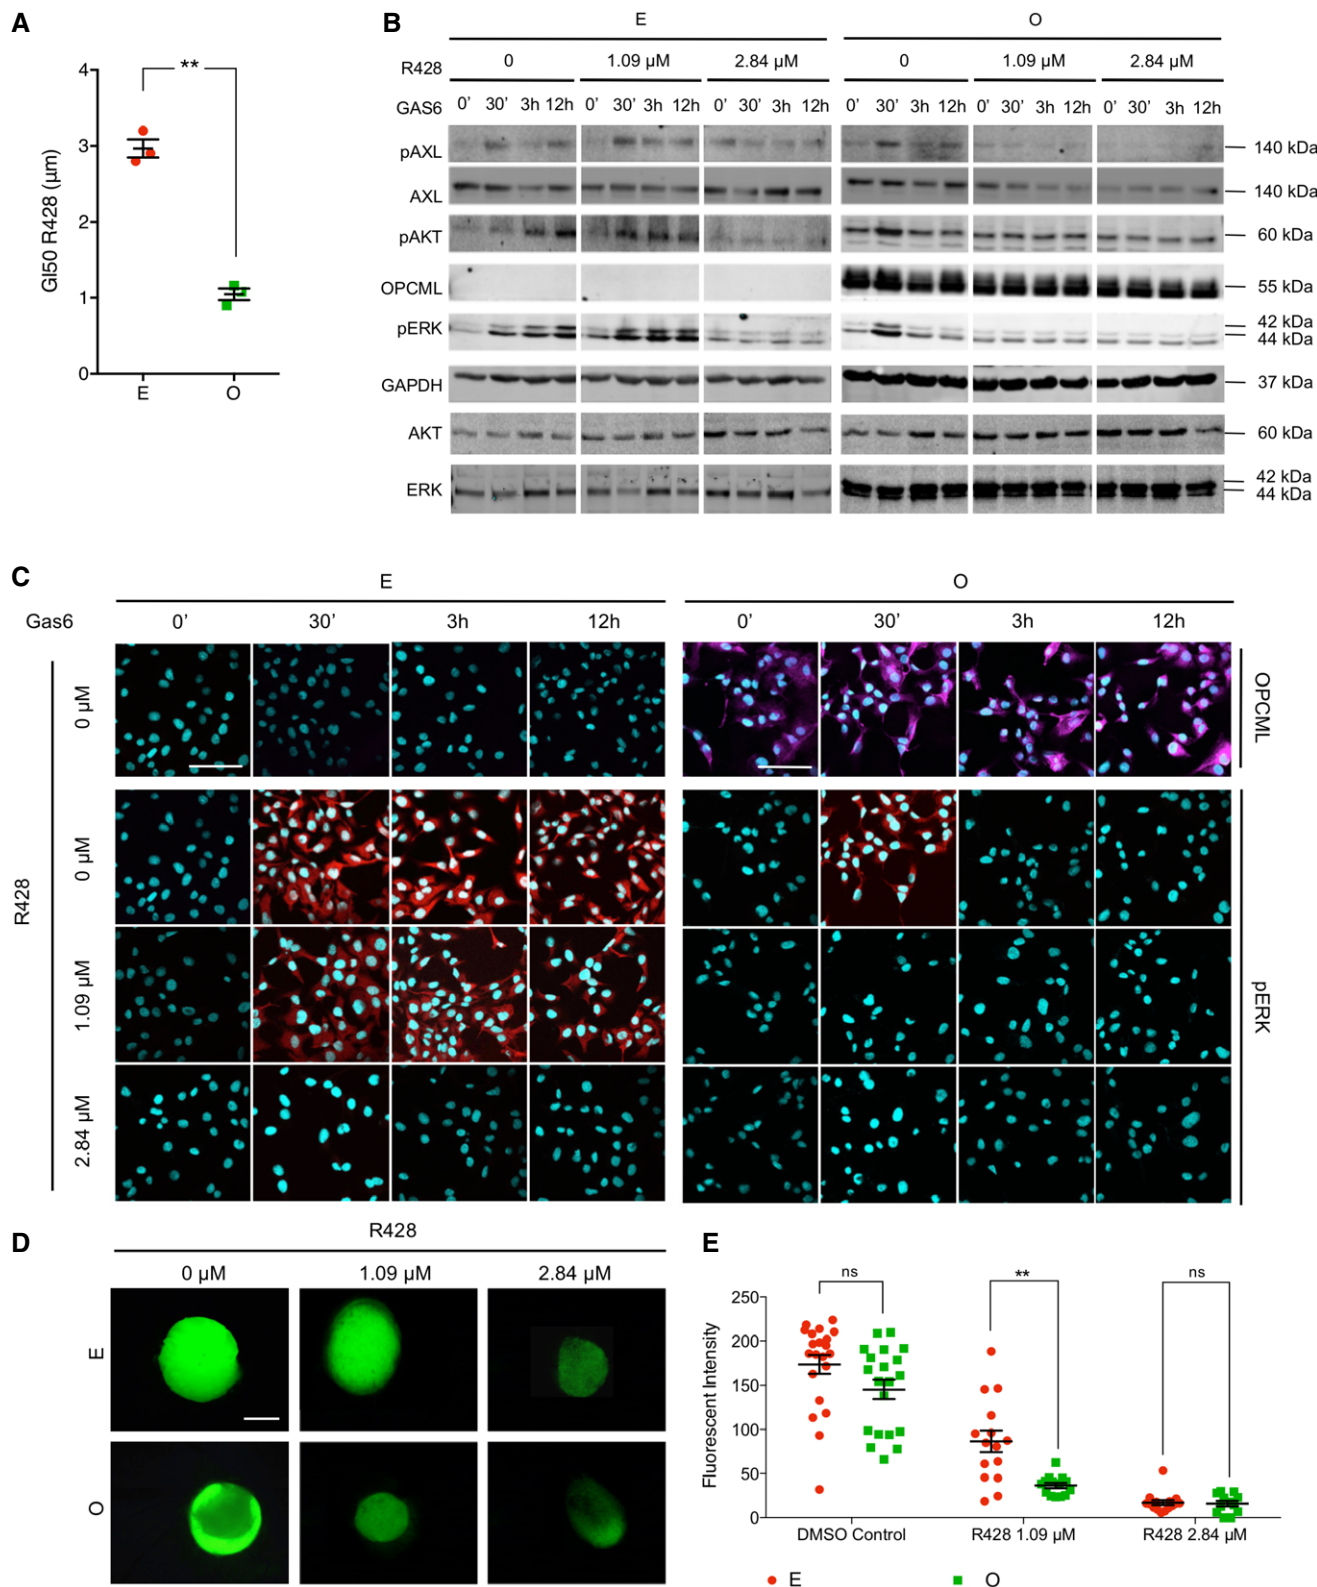 A
**
4
3
2
1
0
GI50 R428 (µm)
E O
B
E O
R428 0 1.09 µM 2.84 µM 0 1.09 µM 2.84 µM
GAS6 0' 30' 3h 12h 0' 30' 3h 12h 0' 30' 3h 12h 0' 30' 3h 12h 0' 30' 3h 12h 0' 30' 3h 12h
pAXL 140 kDa
AXL 140 kDa
pAKT 60 kDa
OPCML 55 kDa
pERK 42 kDa
44 kDa
GAPDH 37 kDa
AKT 60 kDa
ERK 42 kDa
44 kDa
C
E O
Gas6 0' 30' 3h 12h 0' 30' 3h 12h
R428
0 µM
0 µM
1.09 µM
2.84 µM
OPCML
pERK
D
R428
0 µM 1.09 µM 2.84 µM
E
O
E
ns ** ns
250
200
150
100
50
0
Fluorescent Intensity
DMSO Control R428 1.09 µM R428 2.84 µM
E O